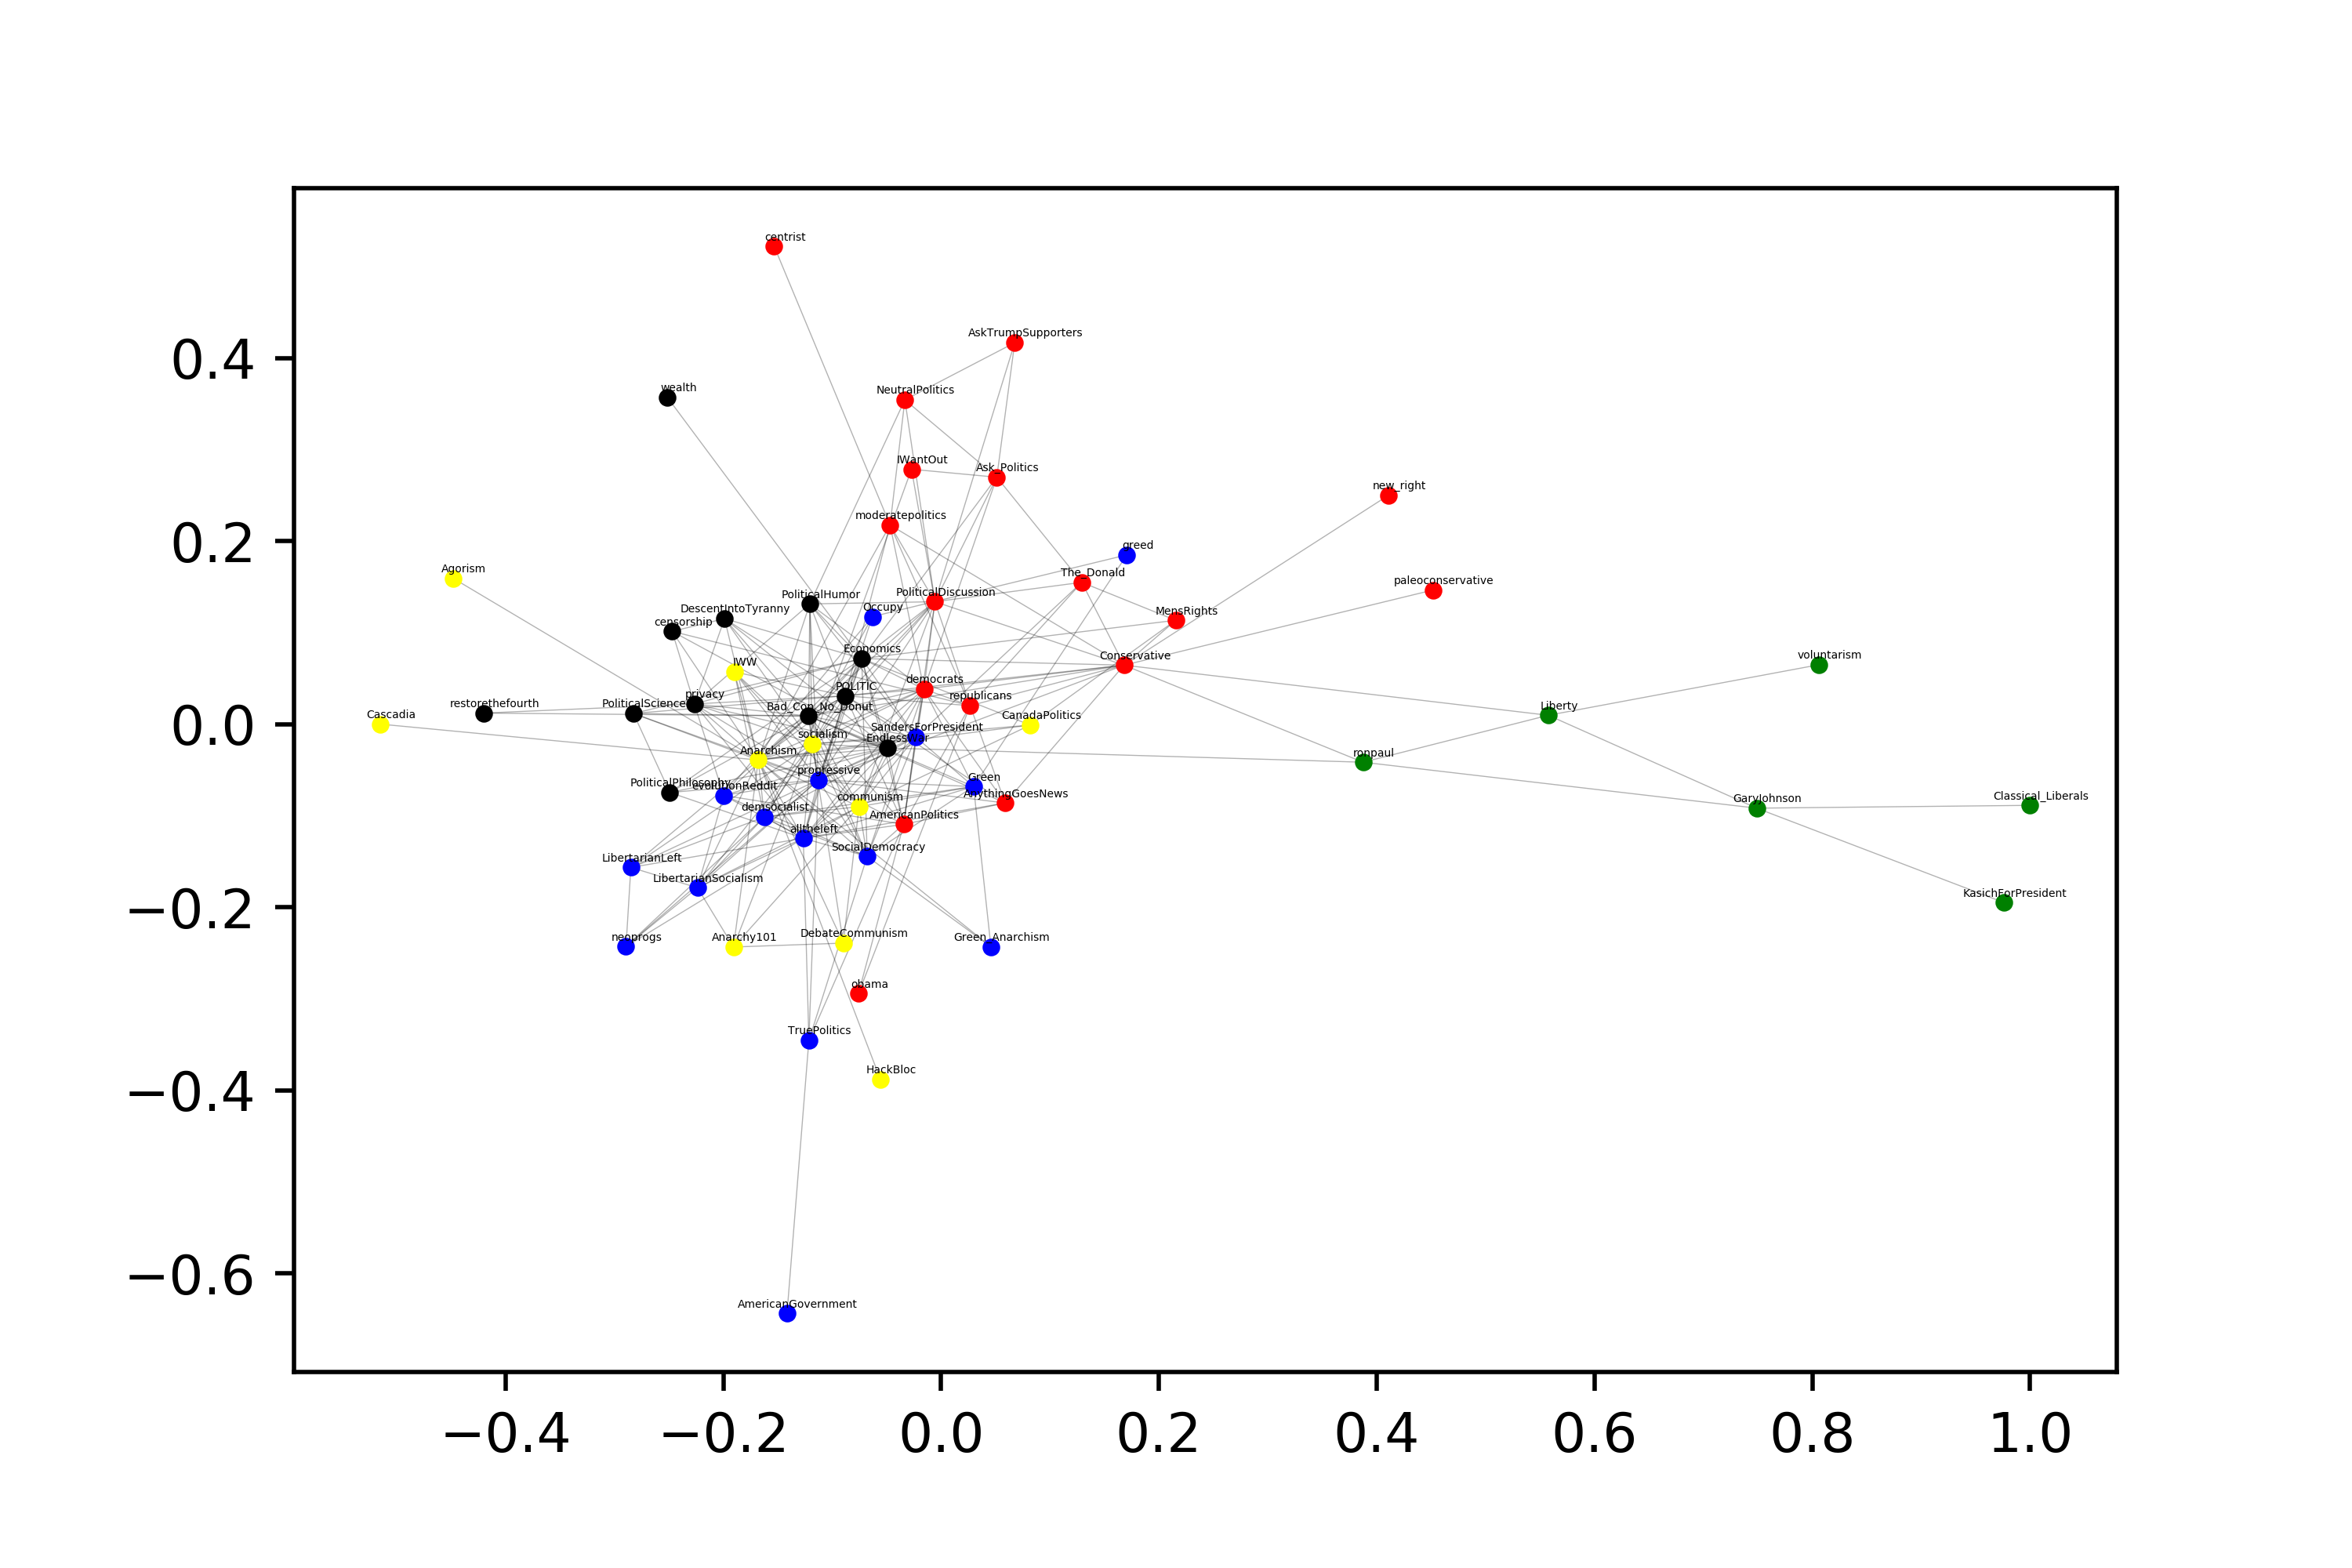 centrist
AskTrumpSupporters
0.4
wealth
NeutralPolitics
IWantOut
Ask_Politics
new_right
moderatepolitics
0.2
greed
Agorism
The_Donald
paleoconservative
PoliticalHumor
PoliticalDiscussion
DescentIntoTyranny
Occupy
MensRights
censorship
Economics
Conservative
voluntarism
IWW
democrats
POLITIC
privacy
republicans
restorethefourth
PoliticalScience
Bad_Cop_No_Donut
Liberty
Cascadia
CanadaPolitics
0.0
SandersForPresident
socialism
EndlessWar
Anarchism
ronpaul
progressive
Green
PoliticalPhilosophy
evolutionReddit
AnythingGoesNews
communism
GaryJohnson
Classical_Liberals
demsocialist
AmericanPolitics
alltheleft
SocialDemocracy
LibertarianLeft
LibertarianSocialism
KasichForPresident
−0.2
neoprogs
Anarchy101
DebateCommunism
Green_Anarchism
obama
TruePolitics
HackBloc
−0.4
−0.6
AmericanGovernment
−0.4 −0.2 0.0 0.2 0.4 0.6 0.8 1.0